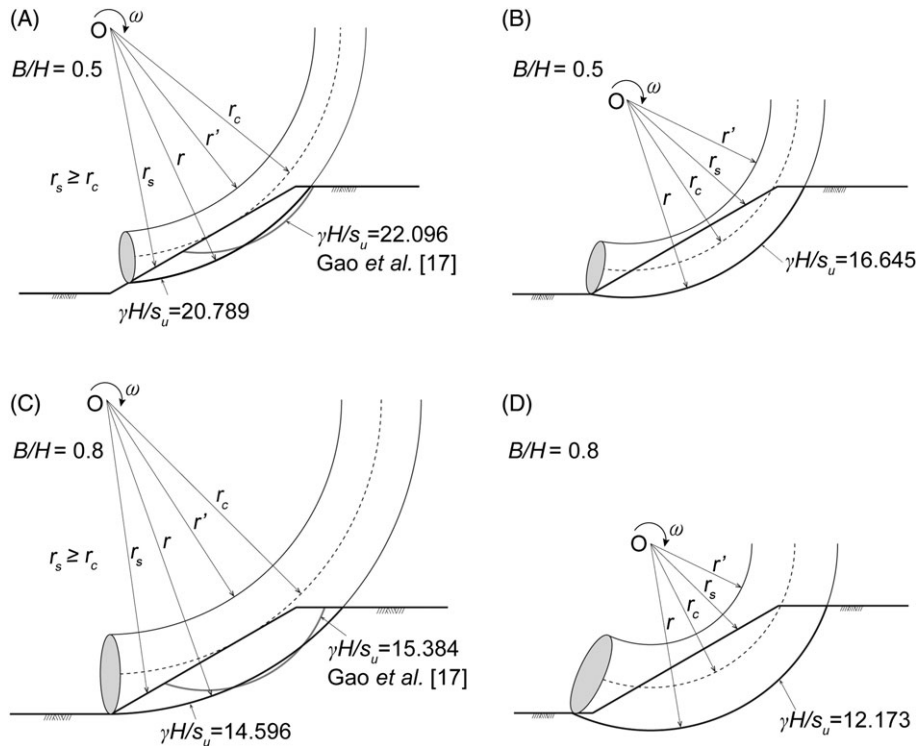 (A)
O
ω
B/H = 0.5
r_c
r'
r
r_s
r_s ≥ r_c
γH/s_u=22.096
Gao et al. [17]
γH/s_u=20.789
(B)
B/H = 0.5
O
ω
r'
r_s
r_c
r
γH/s_u=16.645
(C)
O
ω
B/H = 0.8
r_c
r'
r
r_s
r_s ≥ r_c
γH/s_u=15.384
Gao et al. [17]
γH/s_u=14.596
(D)
B/H = 0.8
O
ω
r'
r_s
r_c
r
γH/s_u=12.173